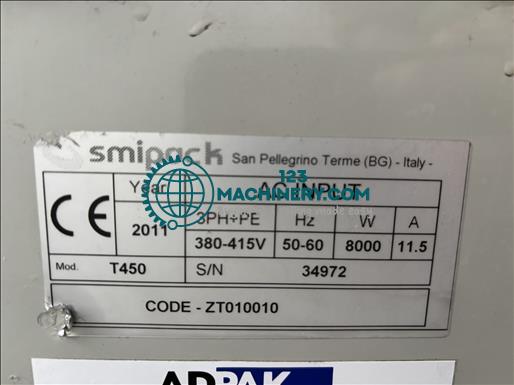 smipack San Pellegrino Terme (BG) - Italy -
Year AC INPUT
CE 2011 3PH+PE Hz W A
380-415V 50-60 8000 11.5
Mod. T450 S/N 34972
CODE - ZT010010
123
MACHINERY.COM
ADPAK